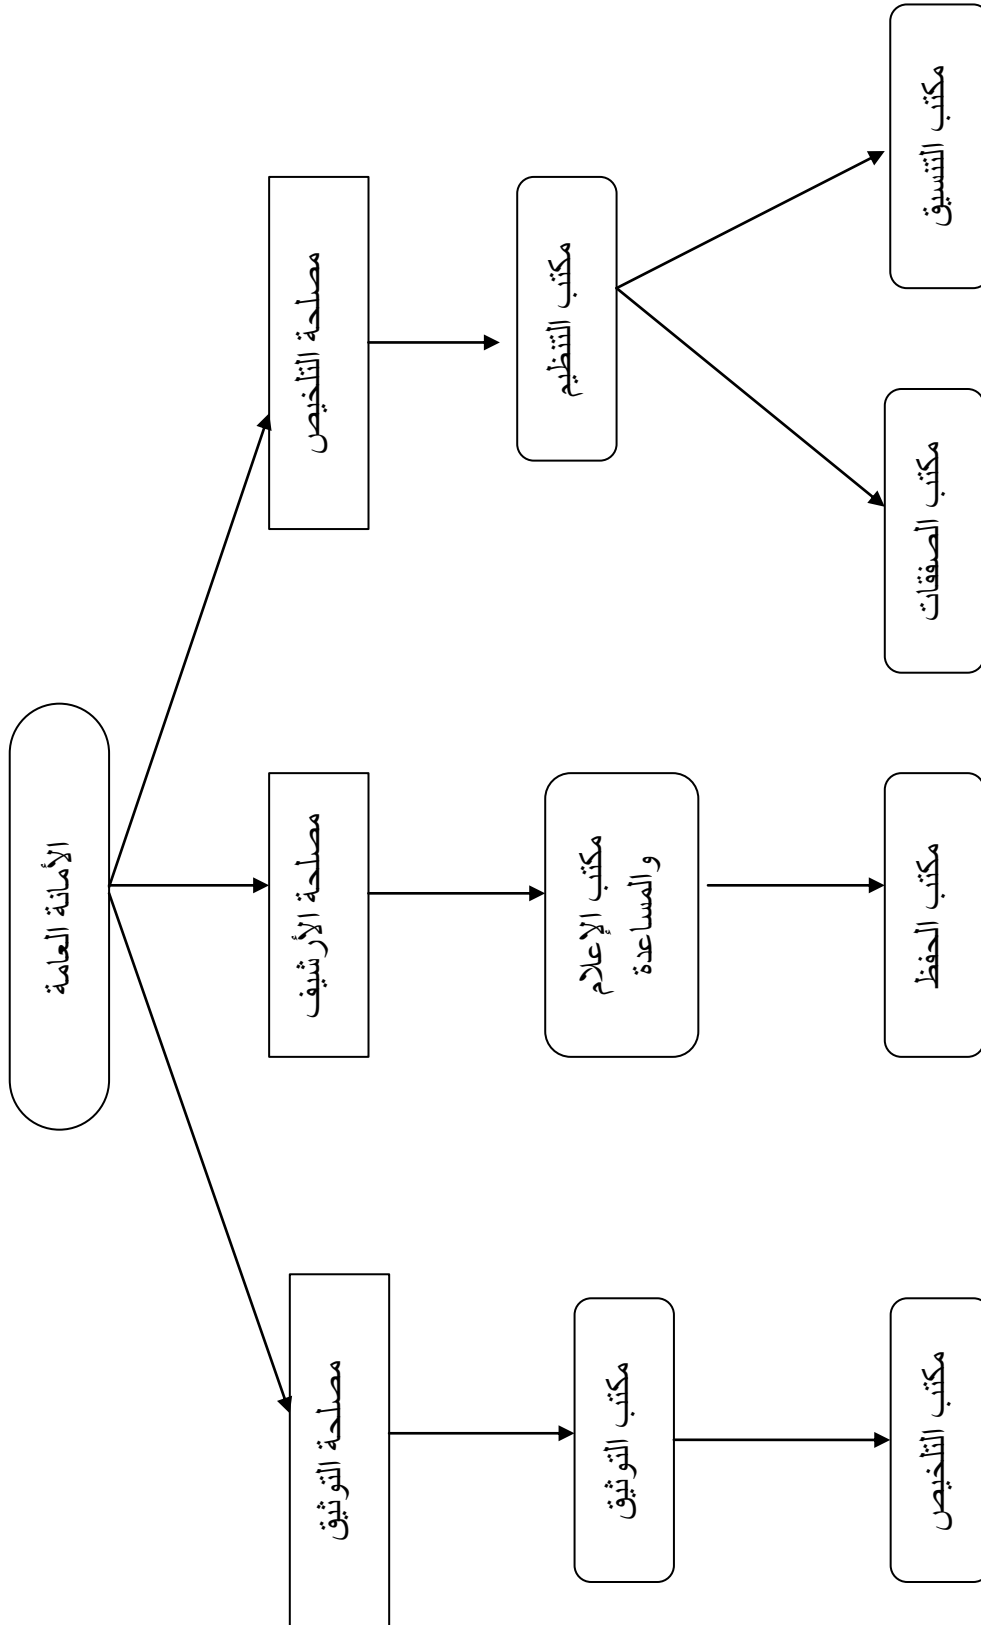 الأمانة العامة
مصلحة التلخيص
مصلحة الأرشيف
مصلحة التوثيق
مكتب التنظيم
مكتب الإعلام
والمساعدة
مكتب التوثيق
مكتب التنسيق
مكتب الصفقات
مكتب الحفظ
مكتب التلخيص